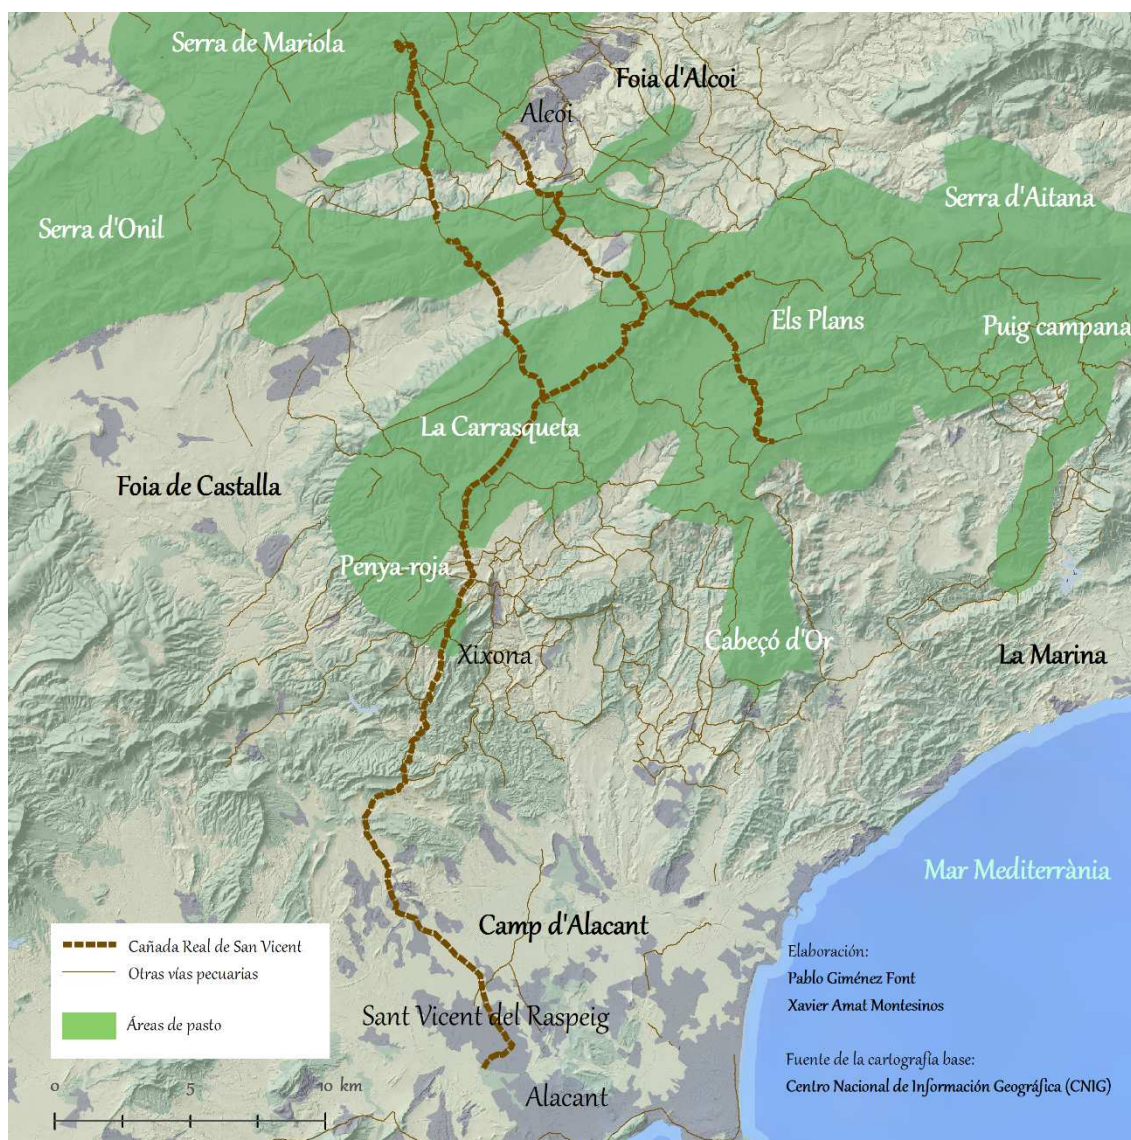 Serra de Mariola
Foia d'Alcoi
Alcoi
Serra d'Aitana
Serra d'Onil
Els Plans
Puig campana
La Carrasqueta
Foia de Castalla
Penya-roja
Cabeçó d'Or
Xixona
La Marina
Mar Mediterrània
Camp d'Alacant
Cañada Real de San Vicent
Otras vías pecuarias
Áreas de pasto
Elaboración:
Pablo Giménez Font
Xavier Amat Montesinos
Sant Vicent del Raspeig
Fuente de la cartografía base:
Centro Nacional de Información Geográfica (CNIG)
0 5 10 km
Alacant